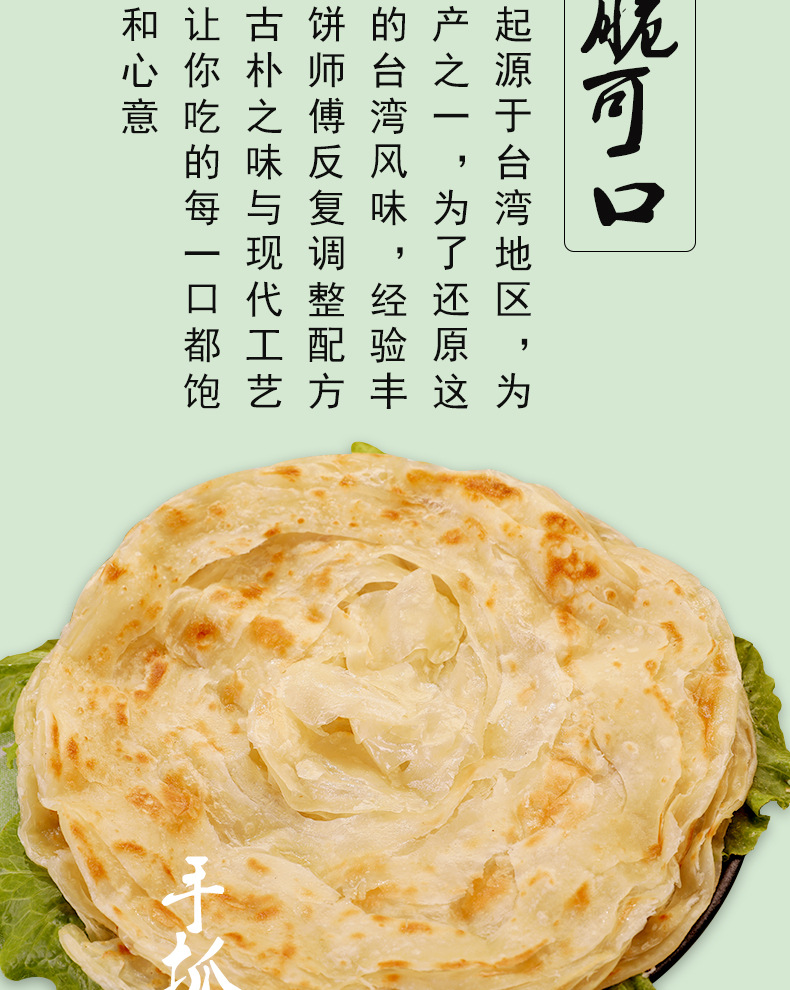 脆可口
起源于台湾地区，为
产之一，为了还原这
的台湾风味，经验丰
饼师傅反复调整配方
古朴之味与现代工艺
让你吃的每一口都饱
和心意
手抓